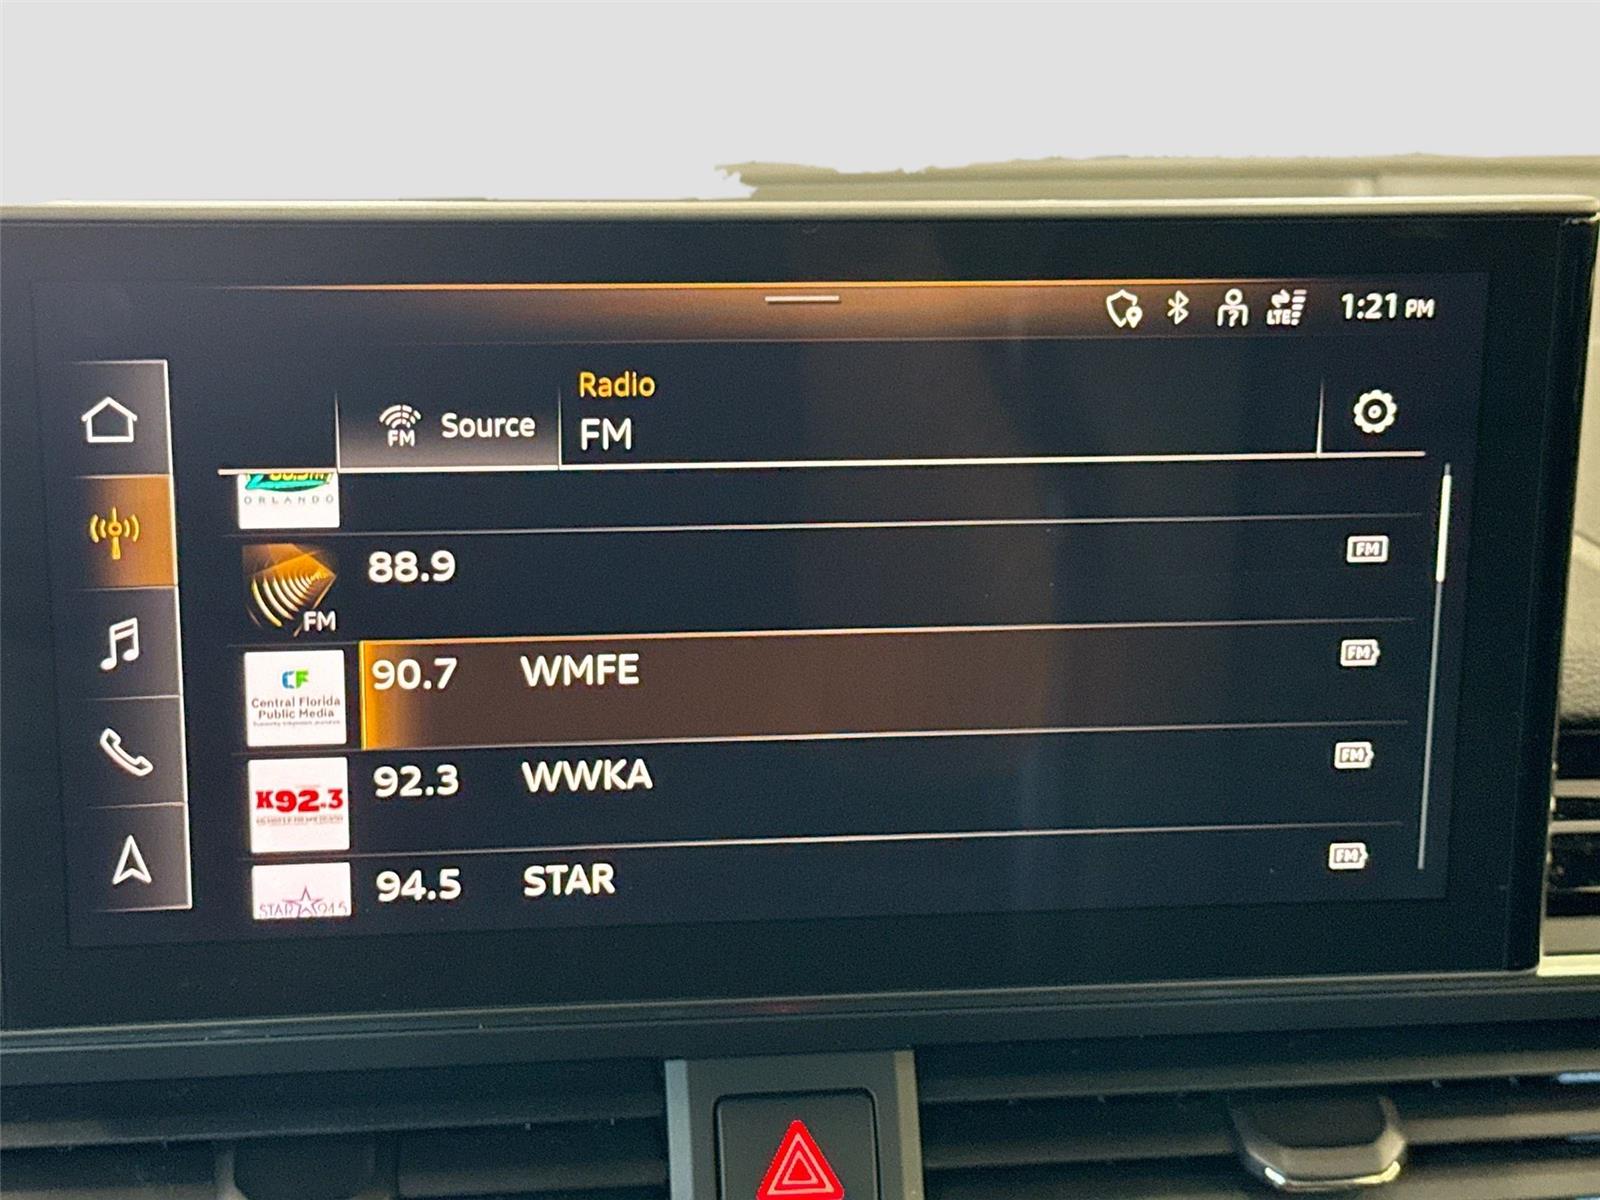 LTE
1:21 PM
Radio
FM
Source
FM
ORLANDO
88.9
FM
FM
CF
Central Florida
Public Media
90.7 WMFE
FM
K92.3
92.3 WWKA
FM
STAR 94.5
94.5 STAR
FM